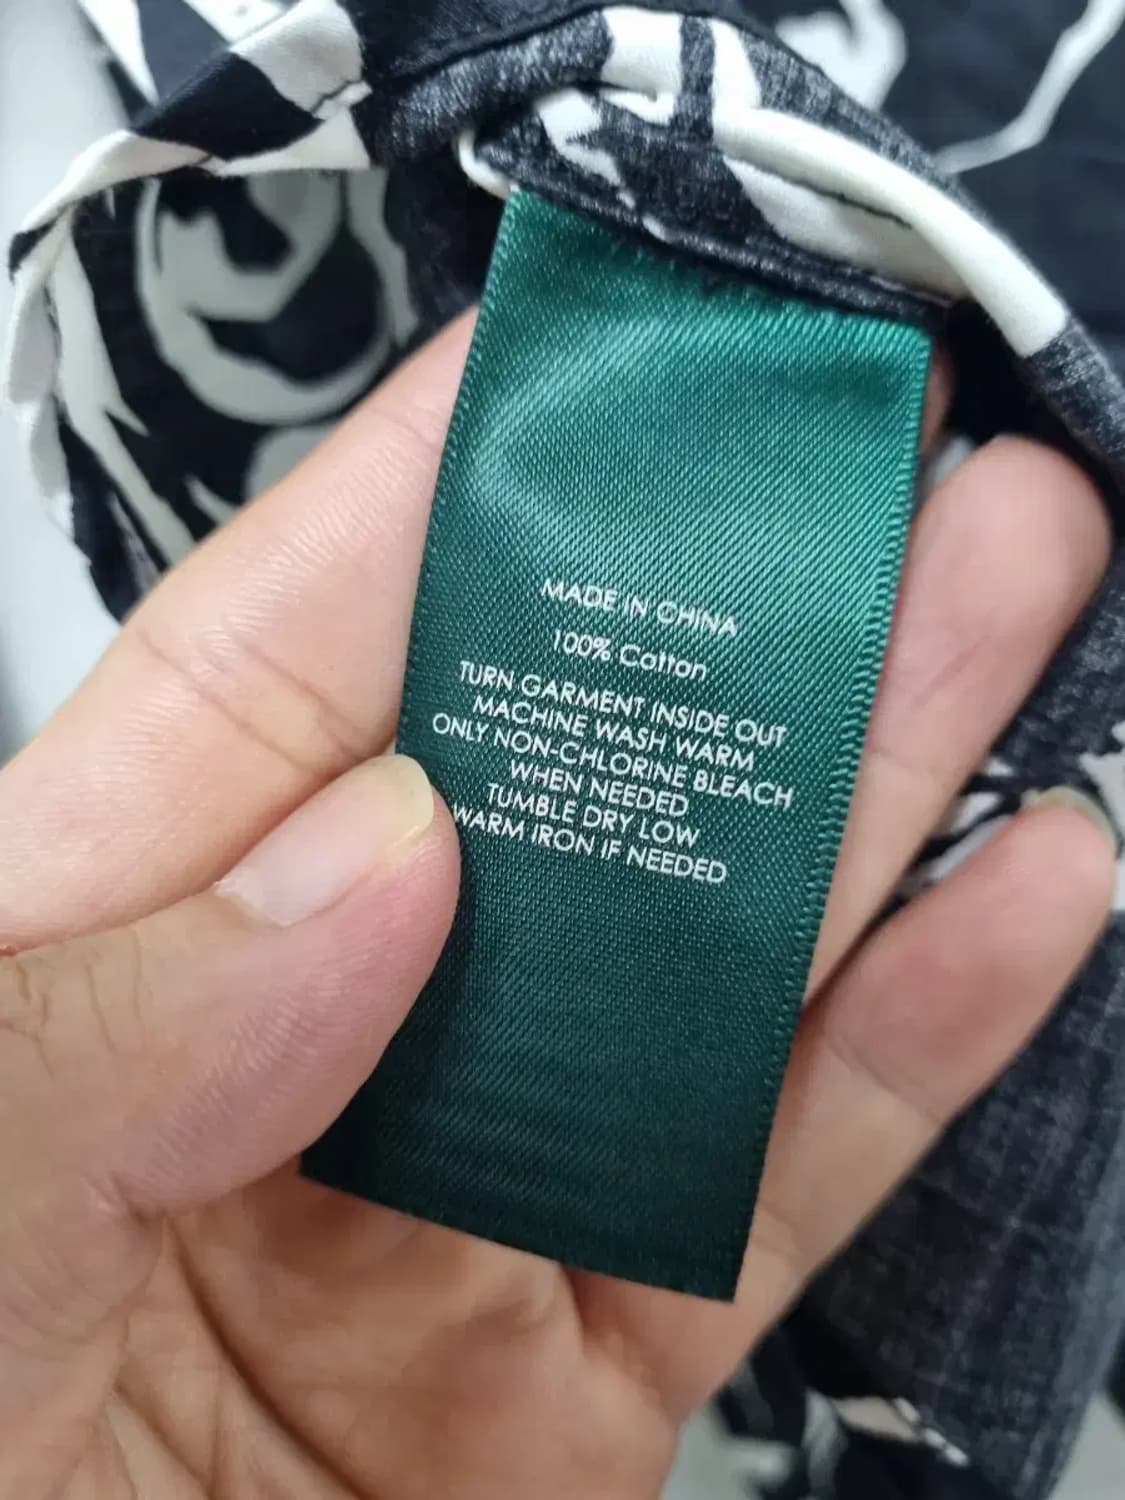 MADE IN CHINA
100% Cotton
TURN GARMENT INSIDE OUT
MACHINE WASH WARM
ONLY NON-CHLORINE BLEACH
WHEN NEEDED
TUMBLE DRY LOW
WARM IRON IF NEEDED